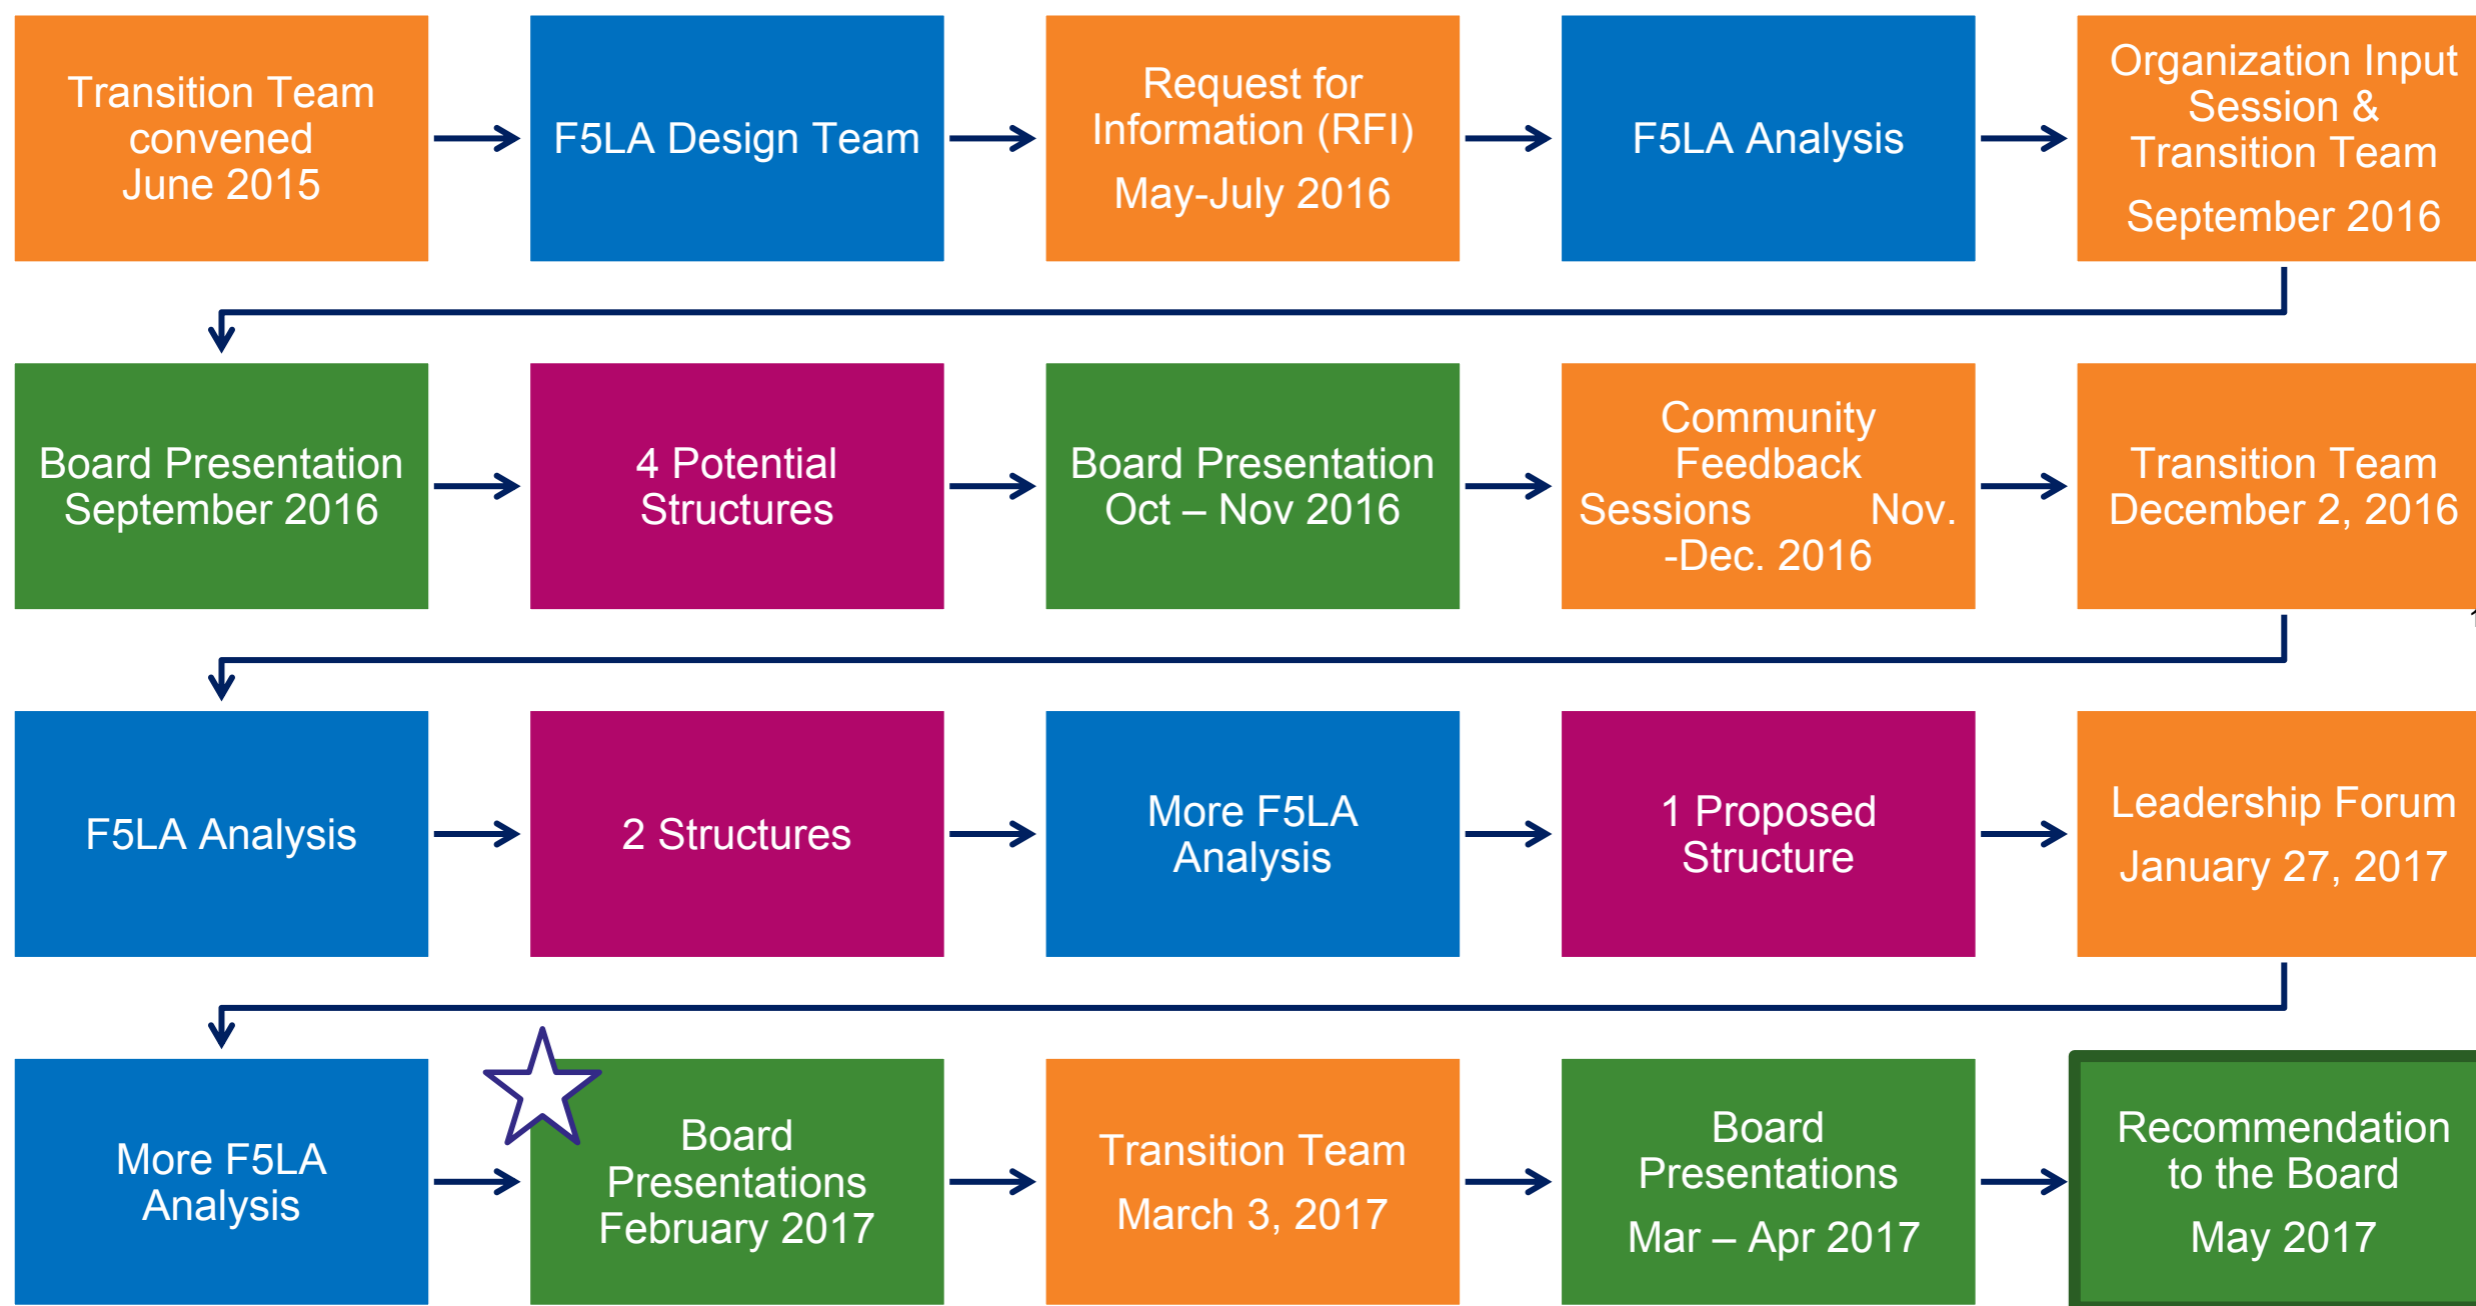 Transition Team
convened
June 2015
F5LA Design Team
Request for
Information (RFI)
May-July 2016
F5LA Analysis
Organization Input
Session &
Transition Team
September 2016
Board Presentation
September 2016
4 Potential
Structures
Board Presentation
Oct – Nov 2016
Community
Feedback
Sessions Nov.
-Dec. 2016
Transition Team
December 2, 2016
F5LA Analysis
2 Structures
More F5LA
Analysis
1 Proposed
Structure
Leadership Forum
January 27, 2017
More F5LA
Analysis
Board
Presentations
February 2017
Transition Team
March 3, 2017
Board
Presentations
Mar – Apr 2017
Recommendation
to the Board
May 2017